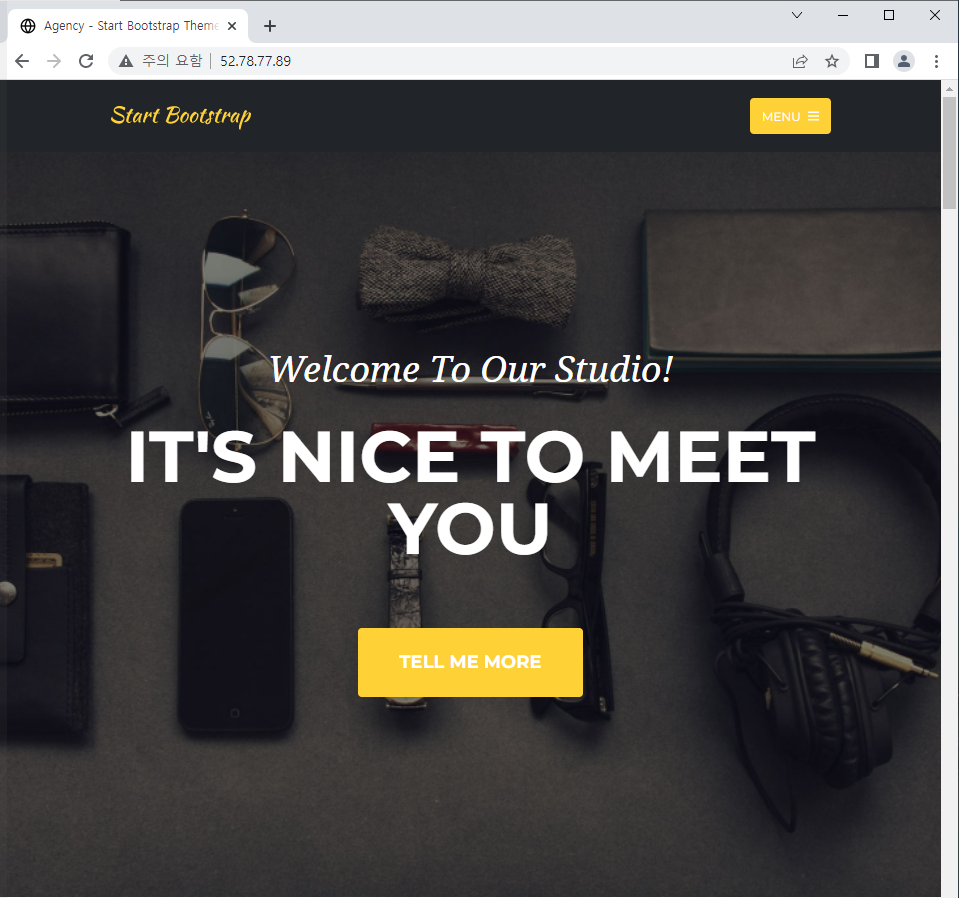 Agency - Start Bootstrap Theme
주의 요함 | 52.78.77.89
Start Bootstrap
MENU
Welcome To Our Studio!
IT'S NICE TO MEET
YOU
TELL ME MORE